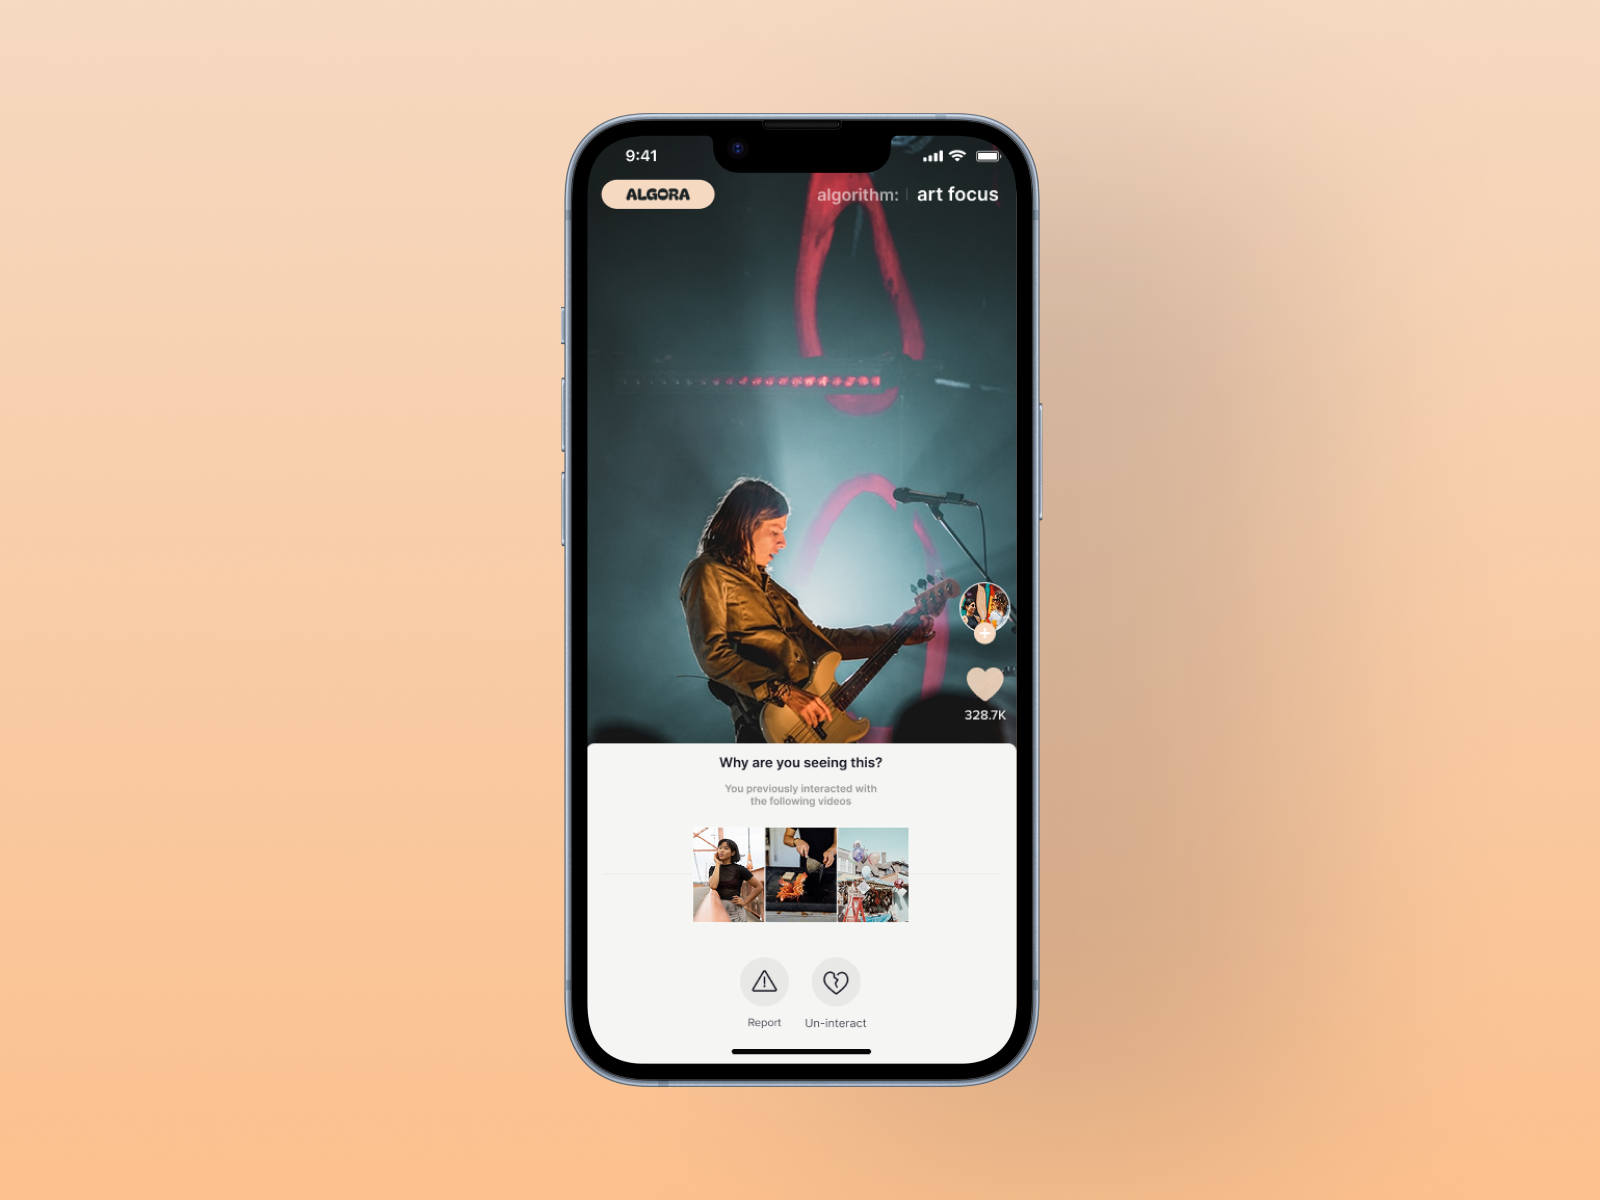 9:41
ALGORA
algorithm: art focus
328.7K
Why are you seeing this?
You previously interacted with
the following videos
Report
Un-interact